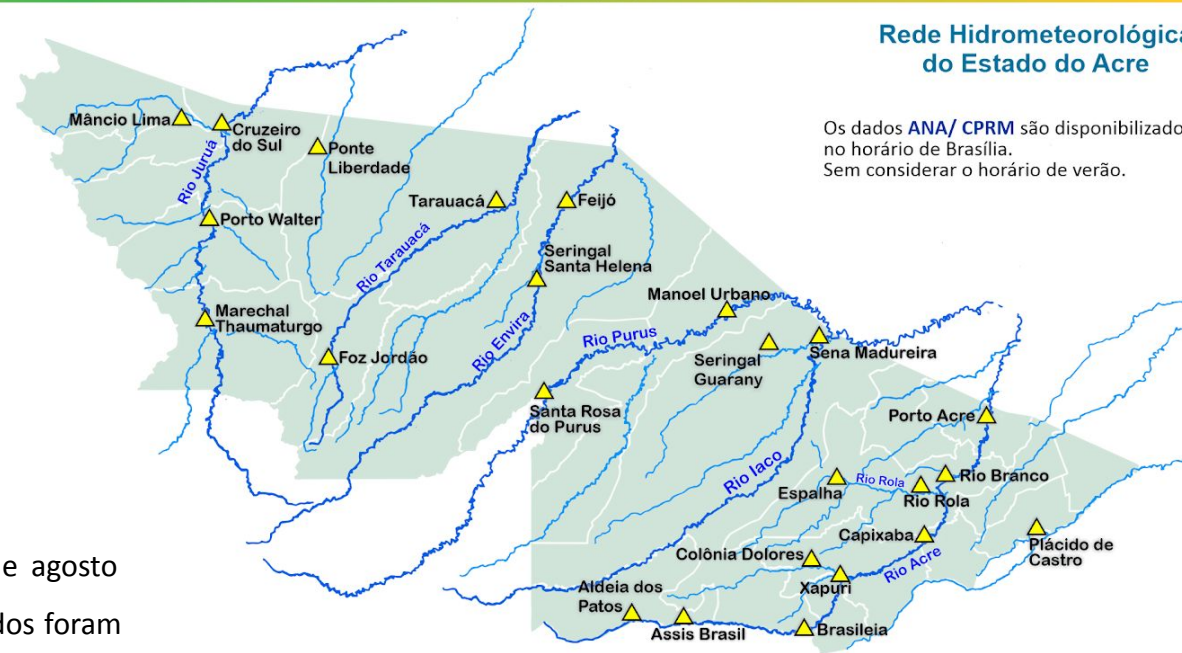 Rede Hidrometeorológica
do Estado do Acre
Os dados ANA/ CPRM são
no horário de Brasília.
Sem considerar o horário de verão.
Mâncio Lima
Cruzeiro
do Sul
Ponte
Liberdade
Rio Juruá
Porto Walter
Tarauacá
Feijó
Rio Tarauacá
Seringal
Santa Helena
Marechal
Thaumaturgo
Foz Jordão
Rio Envira
Manoel Urbano
Rio Purus
Seringal
Guarany
Sena Madureira
Santa Rosa
do Purus
Porto Acre
Rio Iaco
Espalha
Rio Rola
Rio Rola
Rio Branco
Capixaba
Plácido de
Castro
Colônia Dolores
Rio Acre
Xapuri
Aldeia dos
Patos
Assis Brasil
Brasileia
e agosto
dos foram